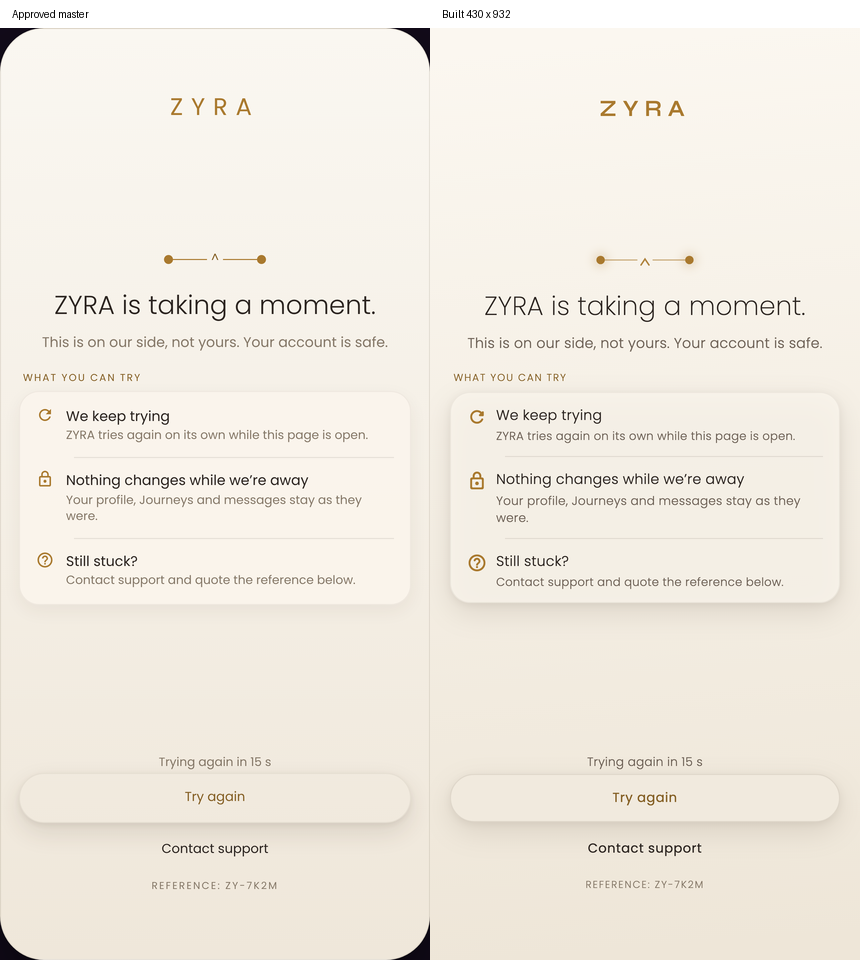 Approved master
ZYRA
ZYRA is taking a moment.
This is on our side, not yours. Your account is safe.
WHAT YOU CAN TRY
We keep trying
ZYRA tries again on its own while this page is open.
Nothing changes while we’re away
Your profile, Journeys and messages stay as they
were.
Still stuck?
Contact support and quote the reference below.
Trying again in 15 s
Try again
Contact support
REFERENCE: ZY-7K2M
Built 430 x 932
ZYRA
ZYRA is taking a moment.
This is on our side, not yours. Your account is safe.
WHAT YOU CAN TRY
We keep trying
ZYRA tries again on its own while this page is open.
Nothing changes while we’re away
Your profile, Journeys and messages stay as they
were.
Still stuck?
Contact support and quote the reference below.
Trying again in 15 s
Try again
Contact support
REFERENCE: ZY-7K2M